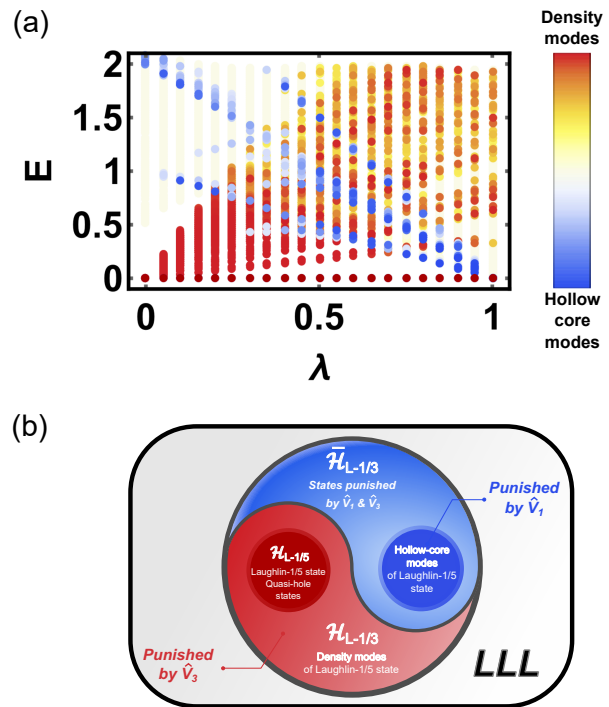 (a)
Density
modes
2
1.5
1
0.5
0
E
0
0.5
1
λ
Hollow
core
modes
(b)
H̄L-1/3
States punished
by V̂1 & V̂3
Punished
by V̂1
HL-1/5
Laughlin-1/5 state
Quasi-hole
states
Hollow-core
modes
of Laughlin-1/5
state
HL-1/3
Density modes
of Laughlin-1/5 state
Punished
by V̂3
LLL